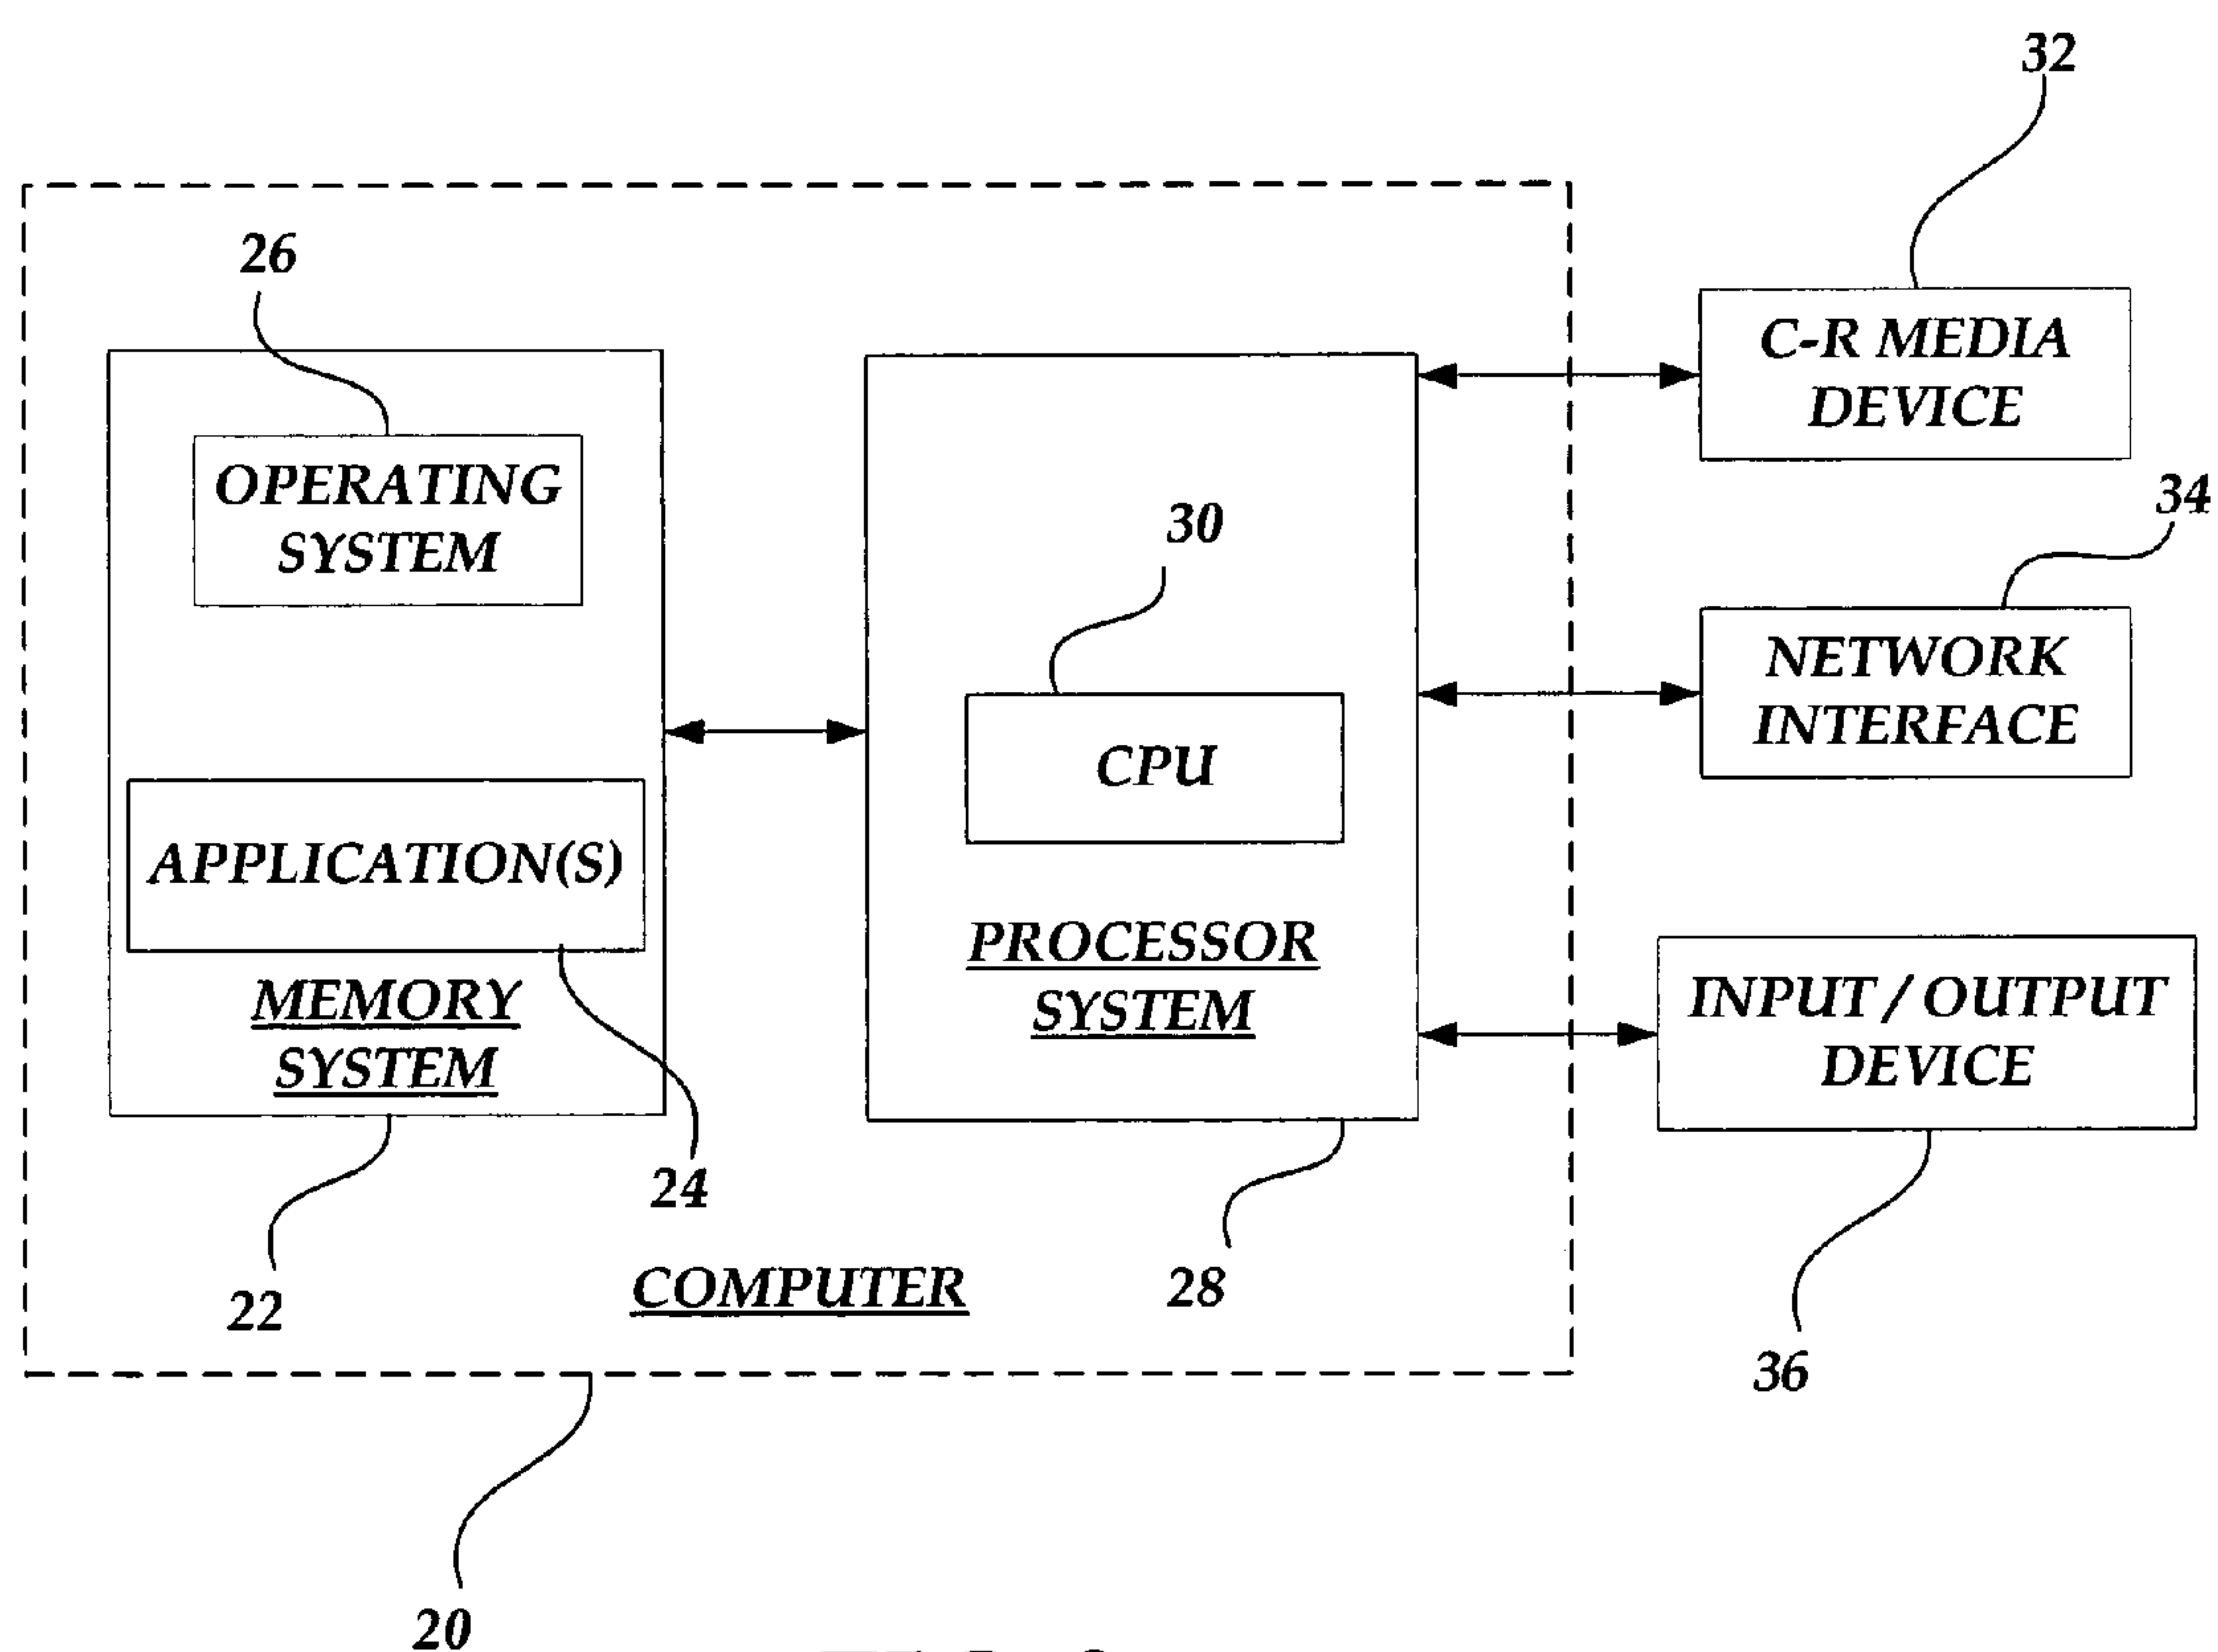 32
26
C-R MEDIA
DEVICE
OPERATING
SYSTEM
34
30
NETWORK
INTERFACE
CPU
APPLICATION(S)
PROCESSOR
SYSTEM
MEMORY
SYSTEM
INPUT / OUTPUT
DEVICE
24
22
COMPUTER
28
36
20